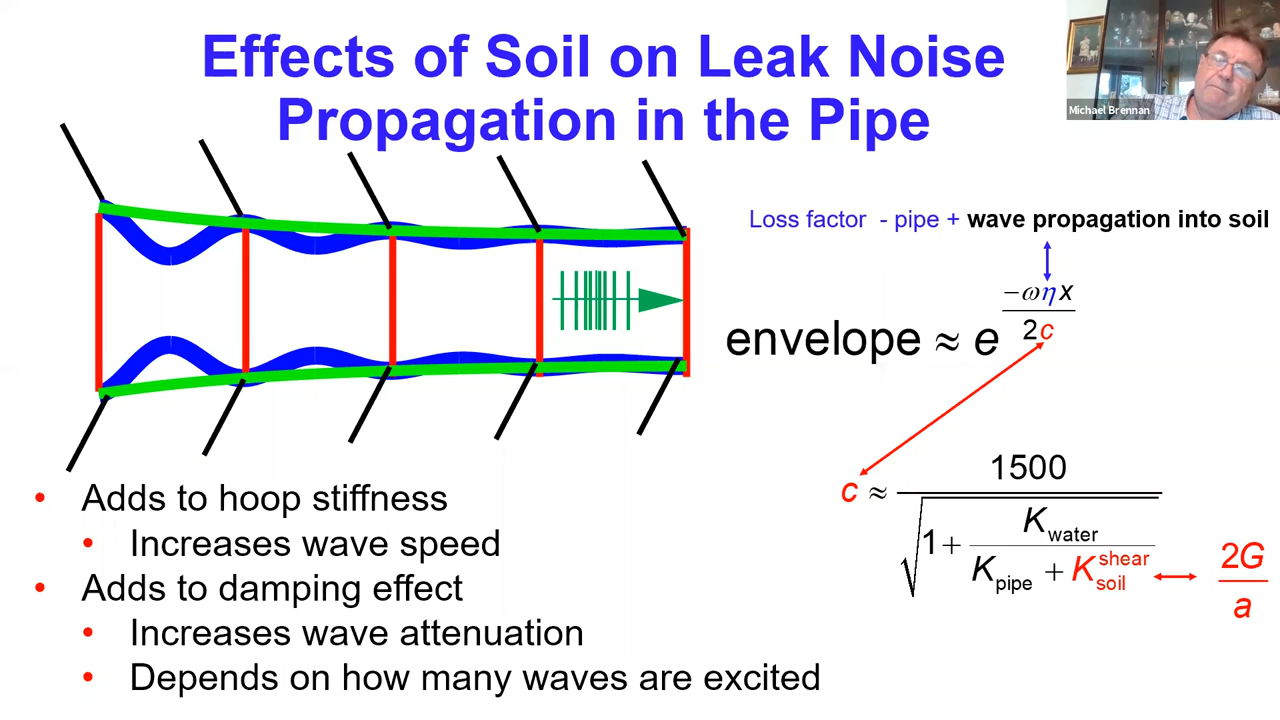 Effects of Soil on Leak Noise
Propagation in the Pipe
Michael Brennan
Loss factor - pipe + wave propagation into soil
envelope ≈ e^(−ωηx / 2c)
c ≈ 1500 / √(1 + K_water / (K_pipe + K_soil^shear))
2G / a
• Adds to hoop stiffness
• Increases wave speed
• Adds to damping effect
• Increases wave attenuation
• Depends on how many waves are excited